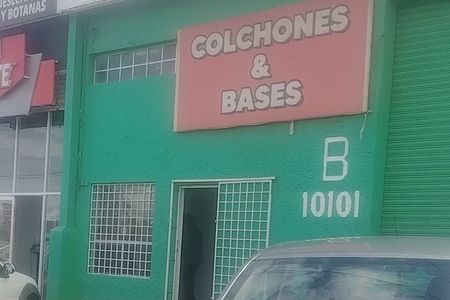 Y BOTANAS
COLCHONES
&
BASES
B
10101